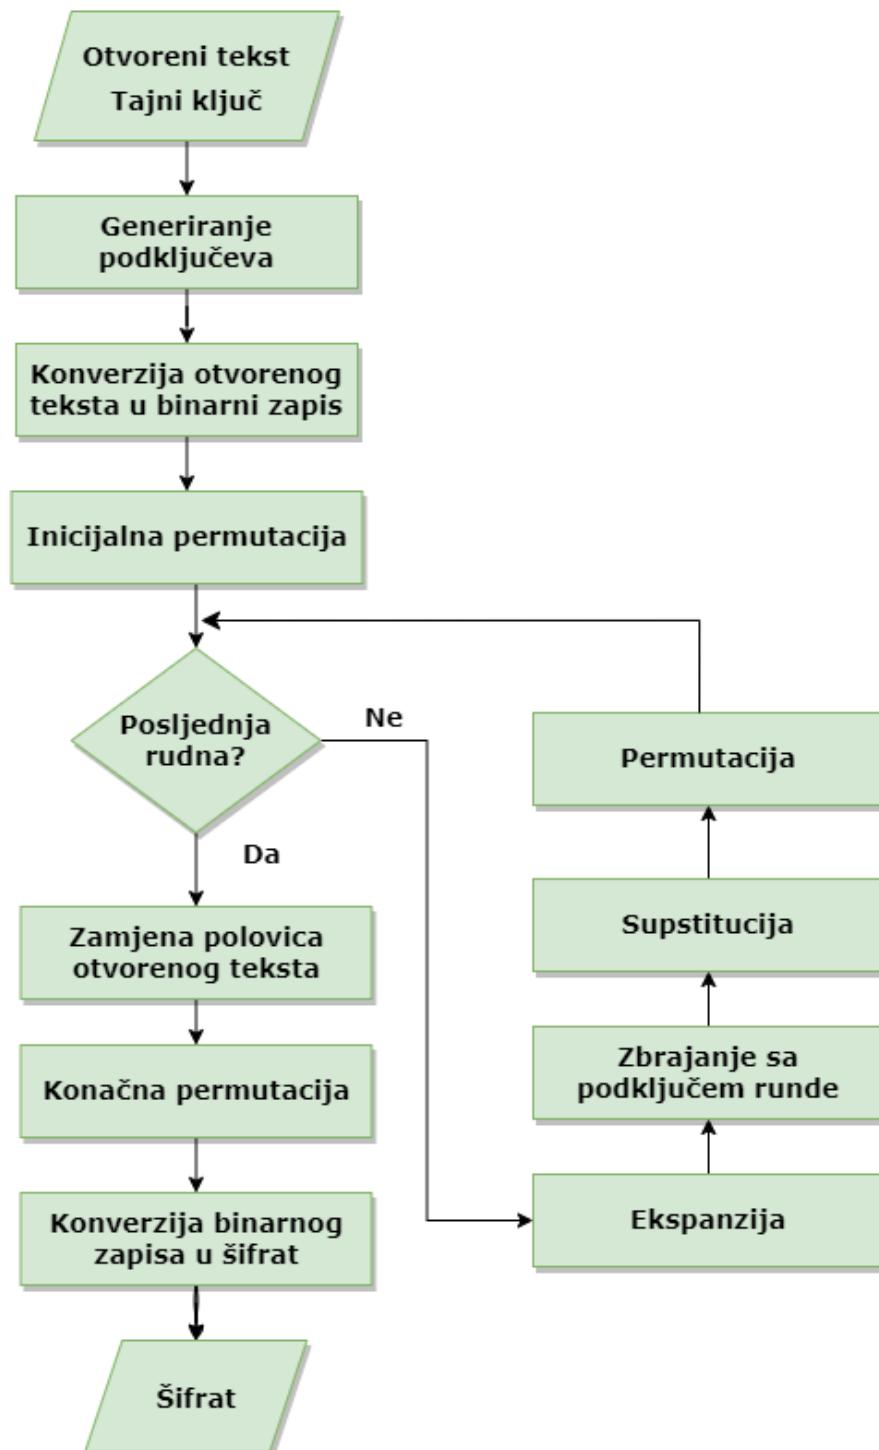 Otvoreni tekst
Tajni ključ
Generiranje
podključeva
Konverzija otvorenog
teksta u binarni zapis
Inicijalna permutacija
Posljednja
rudna?
Ne
Da
Zamjena polovica
otvorenog teksta
Konačna permutacija
Konverzija binarnog
zapisa u šifrat
Šifrat
Permutacija
Supstitucija
Zbrajanje sa
podključem runde
Ekspanzija